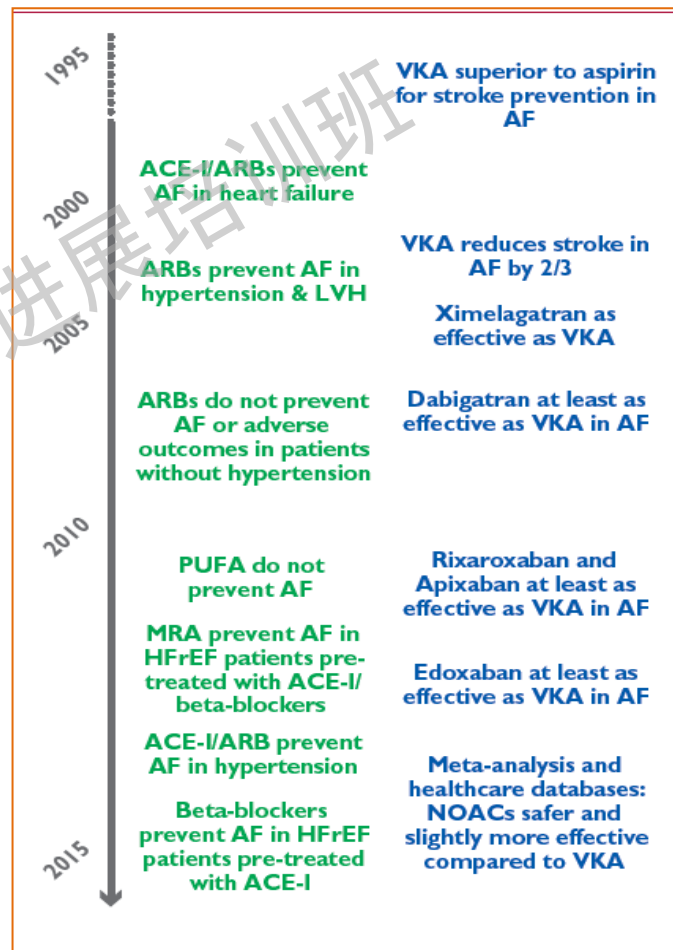 1995
VKA superior to aspirin
for stroke prevention in
AF
ACE-I/ARBs prevent
AF in heart failure
2000
VKA reduces stroke in
AF by 2/3
ARBs prevent AF in
hypertension & LVH
Ximelagatran as
effective as VKA
2005
ARBs do not prevent
AF or adverse
outcomes in patients
without hypertension
Dabigatran at least as
effective as VKA in AF
2010
PUFA do not
prevent AF
Rixaroxaban and
Apixaban at least as
effective as VKA in AF
MRA prevent AF in
HFrEF patients pre-
treated with ACE-I/
beta-blockers
Edoxaban at least as
effective as VKA in AF
ACE-I/ARB prevent
AF in hypertension
Meta-analysis and
healthcare databases:
NOACs safer and
slightly more effective
compared to VKA
Beta-blockers
prevent AF in HFrEF
patients pre-treated
with ACE-I
2015
进展培训班